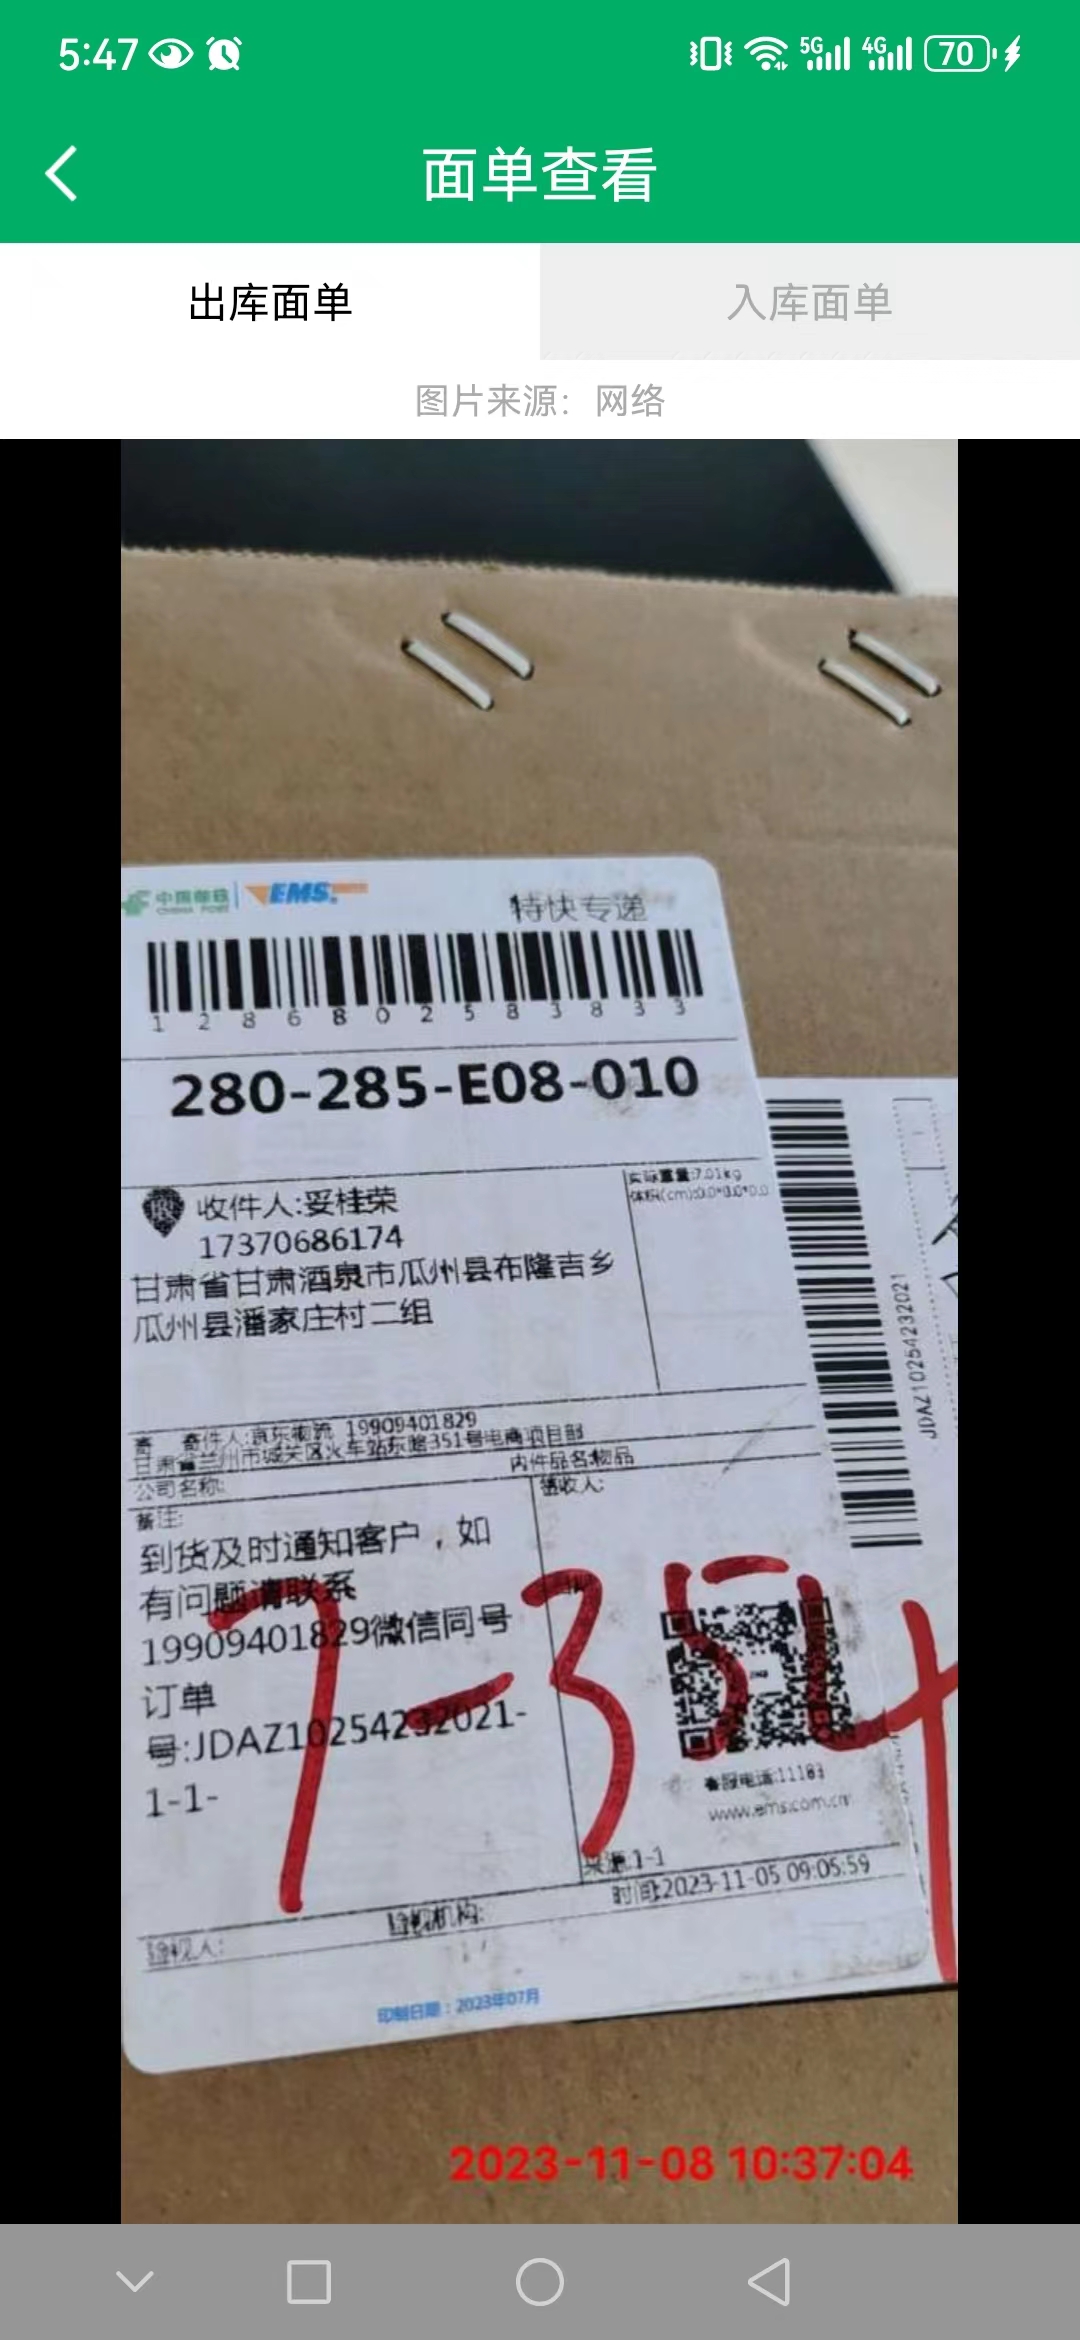 5:47
5G 4G 70
面单查看
出库面单 入库面单
图片来源：网络
中国邮政 EMS
CHINA POST
特快专递
1 2 8 6 8 0 2 5 8 3 8 3 3
280-285-E08-010
实际重量:7.01kg
体积(cm):0.0*0.0*0.0
收件人:妥桂荣
17370686174
甘肃省甘肃酒泉市瓜州县布隆吉乡
瓜州县潘家庄村二组
JDAZ10254232021
寄件人:京东物流 19909401829
甘肃省兰州市城关区火车站东路351号电商项目部
内件品名:物品
公司名称:
签收人:
备注:
到货及时通知客户，如
有问题请联系
19909401829微信同号
订单
号:JDAZ10254232021-
1-1-
7-354
客服电话:11183
www.ems.com.cn
来源:1-1
时间:2023-11-05 09:05:59
验视人:
验视机构:
印制日期：2023年07月
2023-11-08 10:37:04